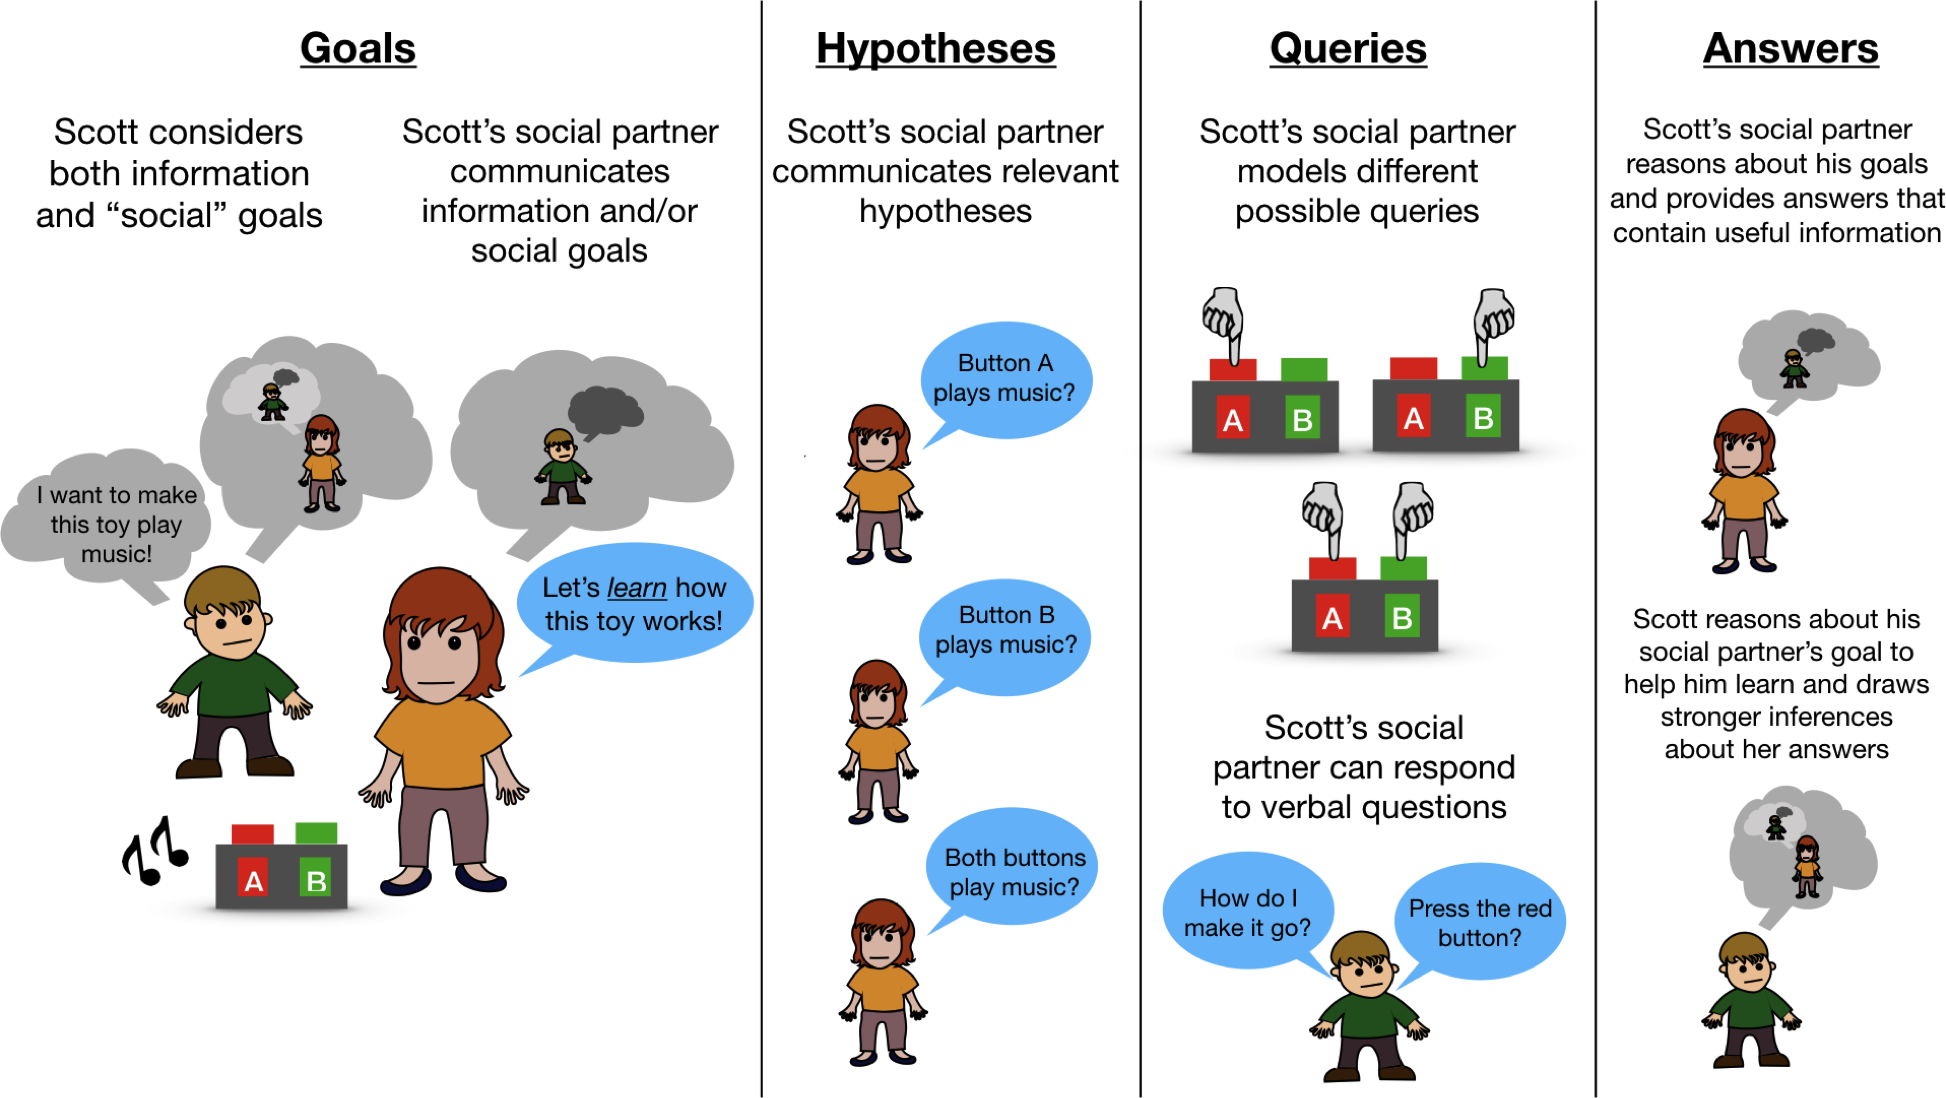 Goals
Scott considers
both information
and “social” goals
Scott’s social partner
communicates
information and/or
social goals
I want to make
this toy play
music!
Let’s learn how
this toy works!
A B
Hypotheses
Scott’s social partner
communicates relevant
hypotheses
Button A
plays music?
Button B
plays music?
Both buttons
play music?
Queries
Scott’s social partner
models different
possible queries
A B
A B
A B
Scott’s social
partner can respond
to verbal questions
How do I
make it go?
Press the red
button?
Answers
Scott’s social partner
reasons about his goals
and provides answers that
contain useful information
Scott reasons about his
social partner’s goal to
help him learn and draws
stronger inferences
about her answers